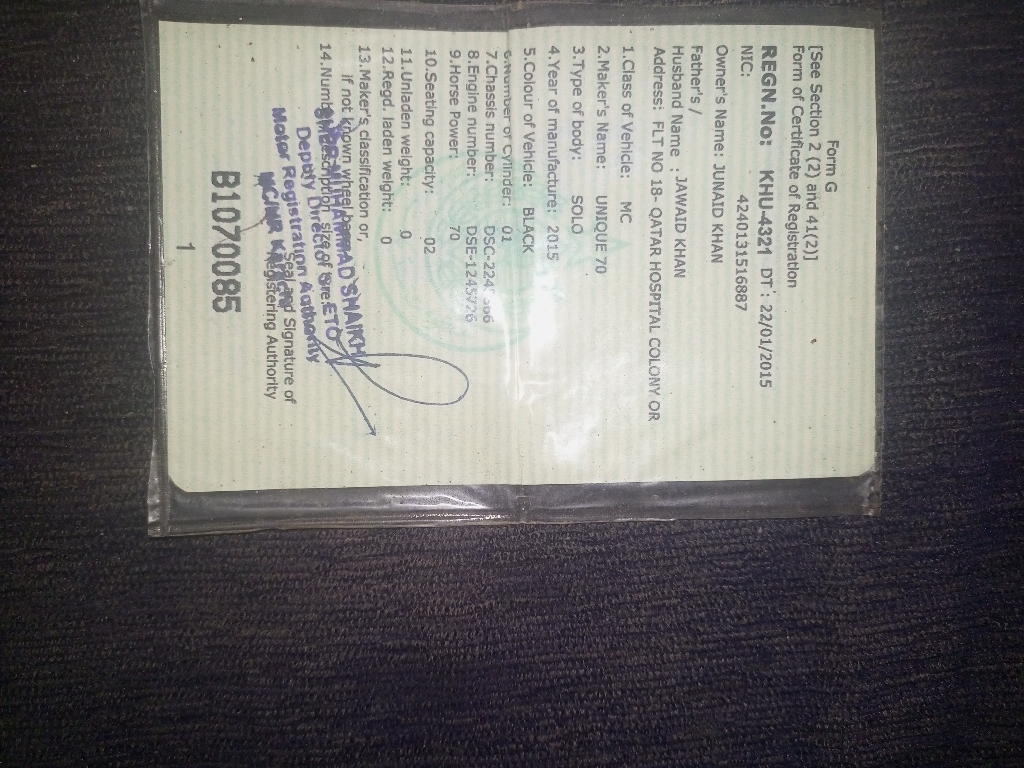 Form G
[See Section 2 (2) and 41(2)]
Form of Certificate of Registration
REGN.No: KHU-4321 DT : 22/01/2015
NIC: 4240131516887
Owner's Name: JUNAID KHAN
Father's /
Husband Name . JAWAID KHAN
Address: FLT NO 18- QATAR HOSPITAL COLONY OR
1.Class of Vehicle: MC
2.Maker's Name: UNIQUE 70
3.Type of body: SOLO
4.Year of manufacture: 2015
5.Colour of Vehicle: BLACK
6.Number of Cylinder: 01
7.Chassis number:
8.Engine number:
9.Horse Power: 70
10.Seating capacity: 02
11.Unladen weight: .0
12.Regd. laden weight: 0
13.Maker's classification or,
if not known wheel
14.Number description size of tyre.
MUHAMMAD SHAIKH
Deputy Director ETO
Motor Registration Authority
Seal and Signature of
Registering Authority
B1070085
1